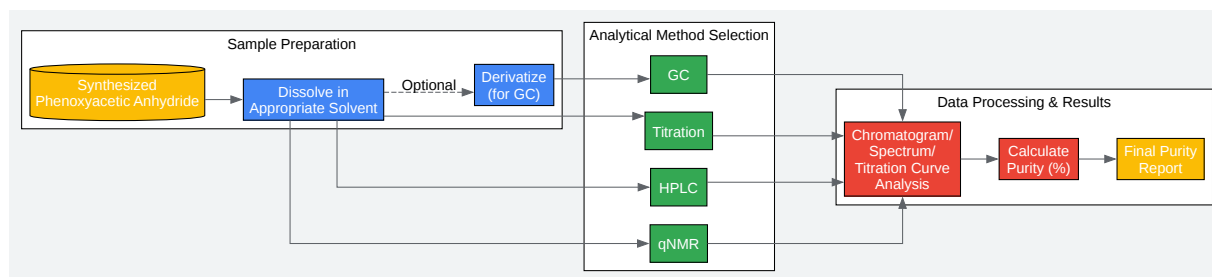 Sample Preparation
Synthesized
Phenoxyacetic Anhydride
Dissolve in
Appropriate Solvent
Optional
Derivatize
(for GC)
Analytical Method Selection
GC
Titration
HPLC
qNMR
Data Processing & Results
Chromatogram/
Spectrum/
Titration Curve
Analysis
Calculate
Purity (%)
Final Purity
Report